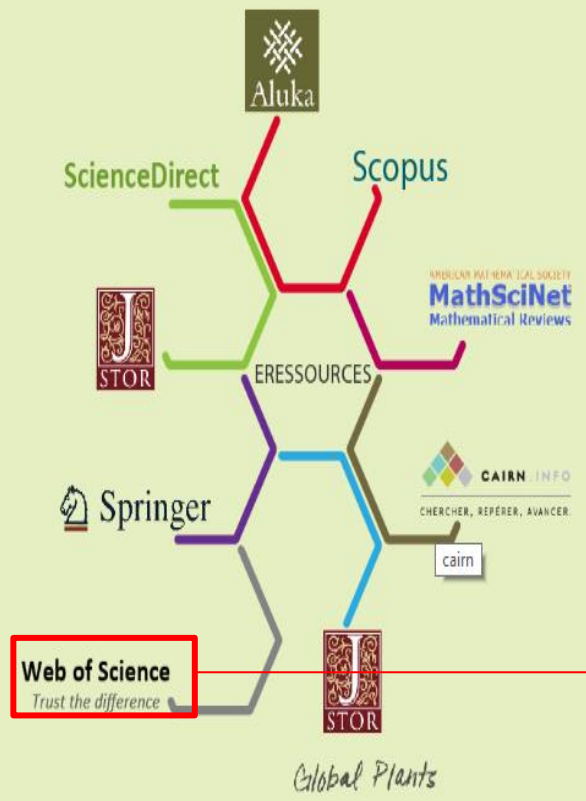 Aluka
ScienceDirect
Scopus
AMERICAN MATHEMATICAL SOCIETY
MathSciNet
Mathematical Reviews
J
STOR
ERESSOURCES
CAIRN.INFO
CHERCHER, REPÉRER, AVANCER.
Springer
cairn
Web of Science
Trust the difference
J
STOR
Global Plants